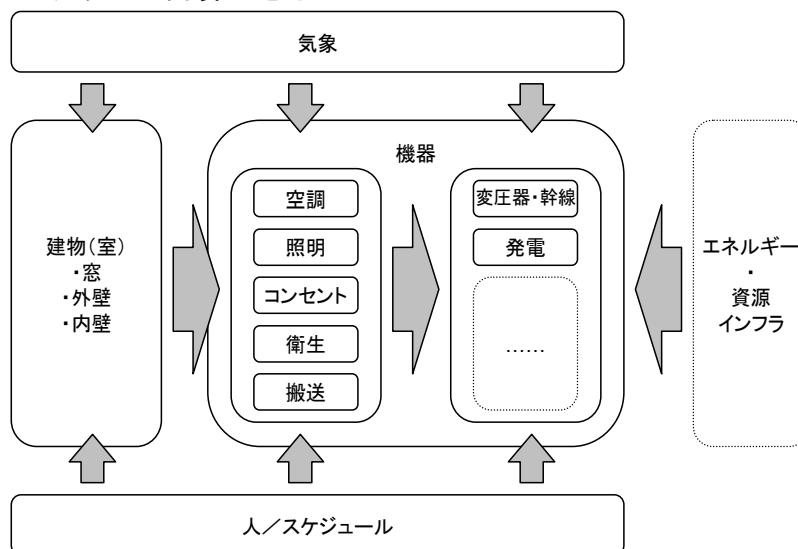 気象
機器
建物(室)
・窓
・外壁
・内壁
空調
照明
コンセント
衛生
搬送
変圧器・幹線
発電
……
エネルギー
・
資源
インフラ
人/スケジュール